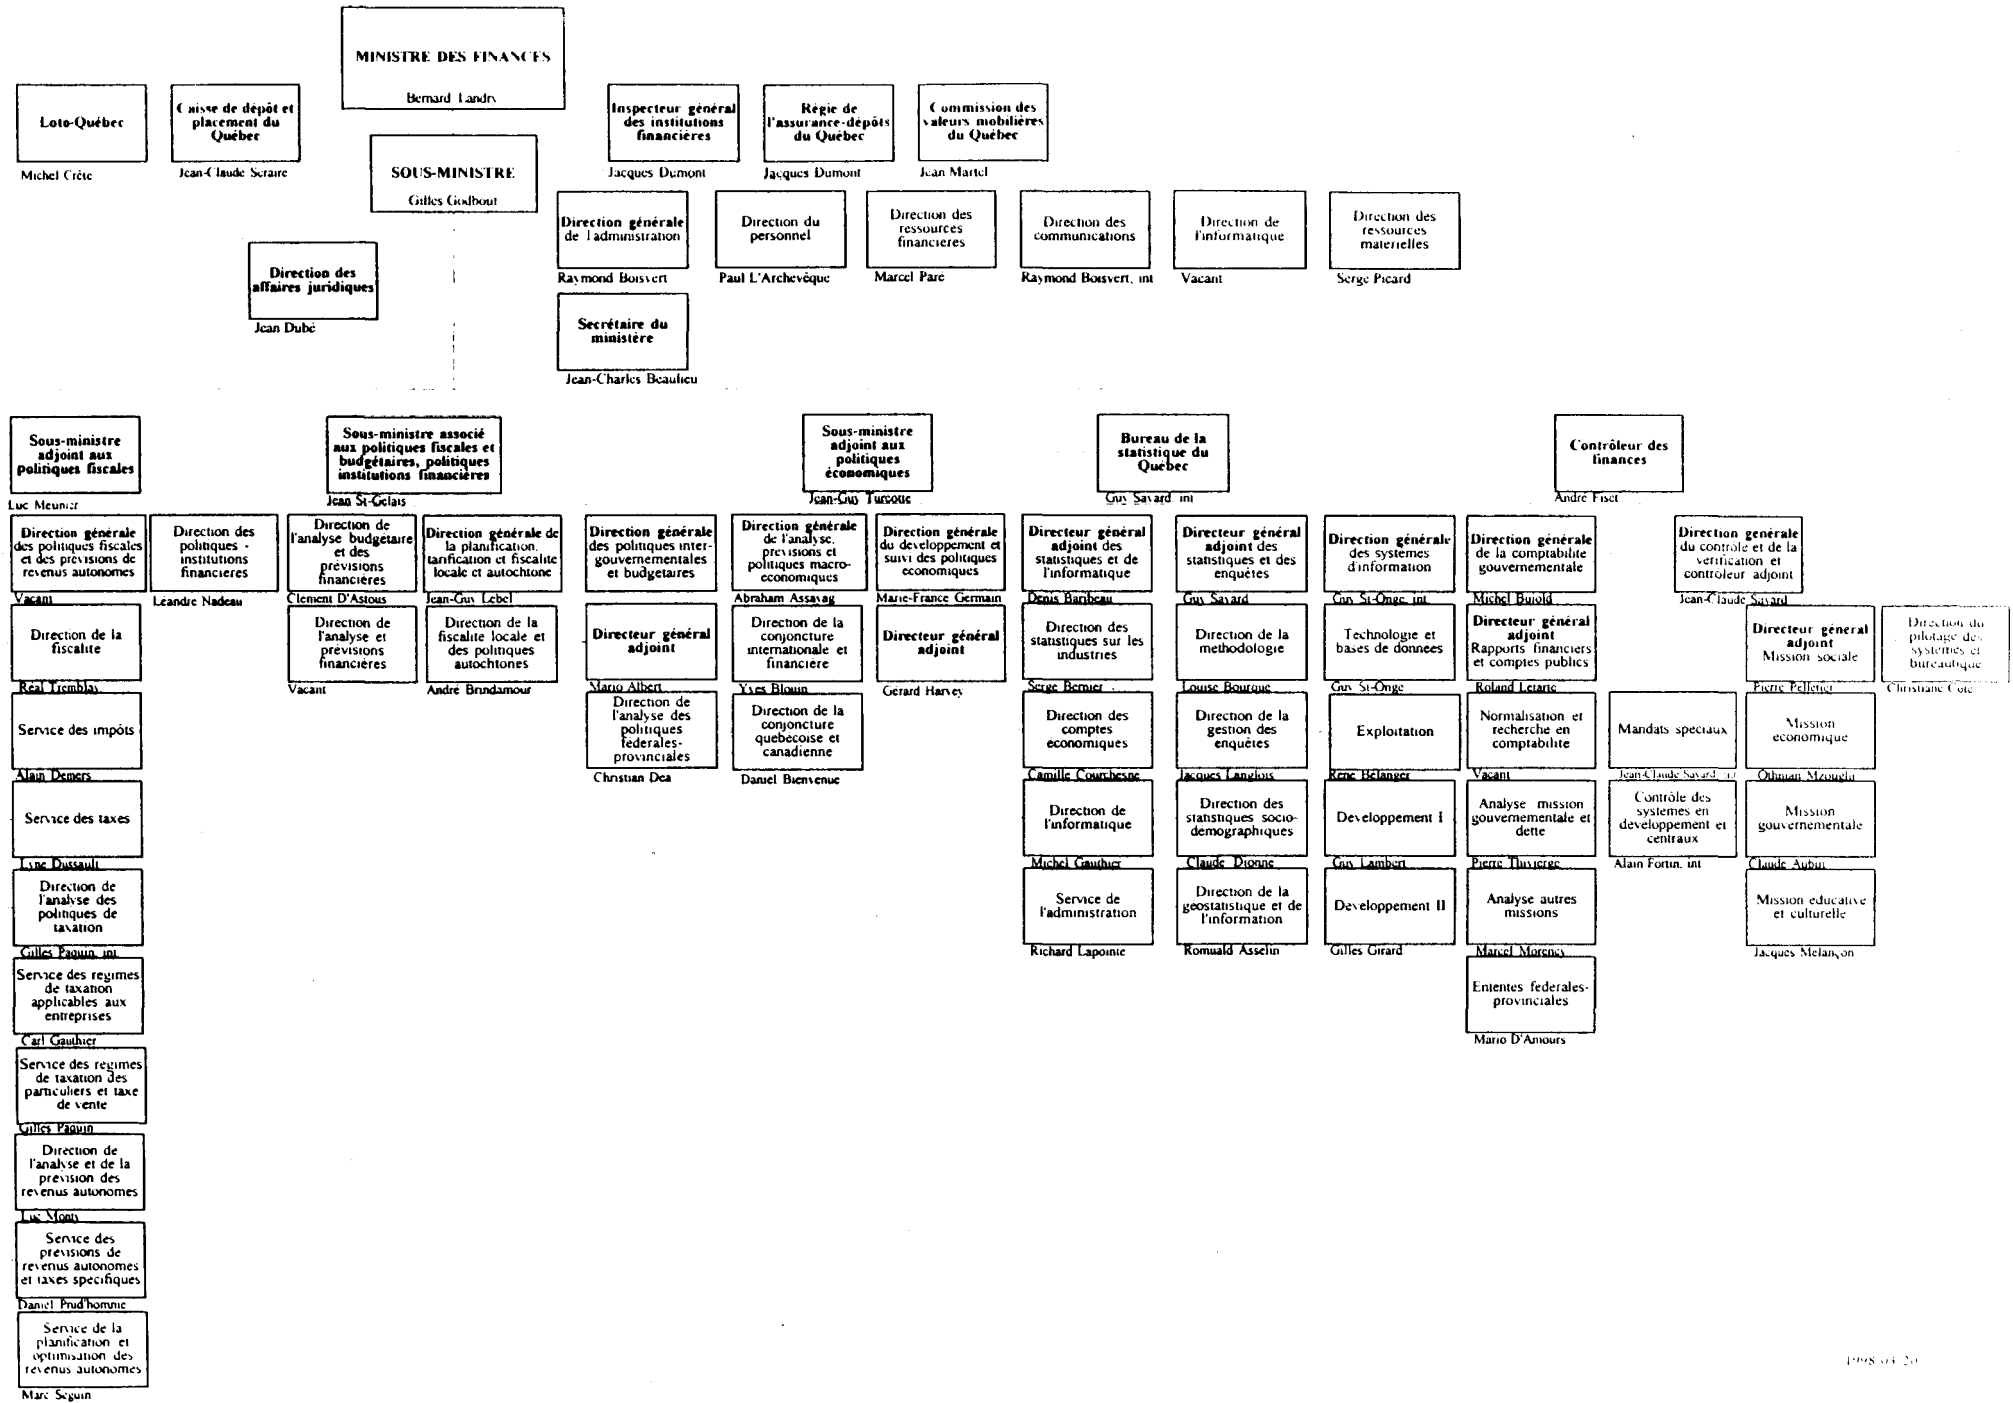 MINISTRE DES FINANCES
Bernard Landry
Loto-Québec
Michel Crête
Caisse de dépôt et
placement du
Québec
Jean-Claude Scraire
SOUS-MINISTRE
Gilles Godbout
Inspecteur général
des institutions
financières
Jacques Dumont
Régie de
l'assurance-dépôts
du Québec
Jacques Dumont
Commission des
valeurs mobilières
du Québec
Jean Martel
Direction générale
de l'administration
Raymond Boisvert
Direction du
personnel
Paul L'Archevêque
Direction des
ressources
financières
Marcel Paré
Direction des
communications
Raymond Boisvert, int
Direction de
l'informatique
Vacant
Direction des
ressources
matérielles
Serge Picard
Direction des
affaires juridiques
Jean Dubé
Secrétaire du
ministère
Jean-Charles Beaulieu
Sous-ministre
adjoint aux
politiques fiscales
Luc Meunier
Sous-ministre associé
aux politiques fiscales et
budgétaires, politiques
institutions financières
Jean St-Gelais
Sous-ministre
adjoint aux
politiques
économiques
Jean-Guy Turcotte
Bureau de la
statistique du
Québec
Guy Savard, int
Contrôleur des
finances
André Fiset
Direction générale
des politiques fiscales
et des prévisions de
revenus autonomes
Vacant
Direction des
politiques -
institutions
financières
Léandre Nadeau
Direction de
l'analyse budgétaire
et des
prévisions
financières
Clément D'Astous
Direction générale de
la planification,
tarification et fiscalité
locale et autochtone
Jean-Guy Lebel
Direction générale
des politiques inter-
gouvernementales
et budgétaires
Direction générale
de l'analyse,
prévisions et
politiques macro-
économiques
Abraham Assayag
Direction générale
du développement et
suivi des politiques
économiques
Marie-France Germain
Directeur général
adjoint des
statistiques et de
l'informatique
Denis Baribeau
Directeur général
adjoint des
statistiques et des
enquêtes
Guy Savard
Direction générale
des systèmes
d'information
Guy St-Onge, int
Direction générale
de la comptabilité
gouvernementale
Michel Bujold
Direction générale
du contrôle et de la
vérification et
contrôleur adjoint
Jean-Claude Savard
Direction de la
fiscalité
Réal Tremblay
Direction de
l'analyse et
prévisions
financières
Vacant
Direction de la
fiscalité locale et
des politiques
autochtones
André Brindamour
Directeur général
adjoint
Mario Albert
Direction de la
conjoncture
internationale et
financière
Yves Blouin
Directeur général
adjoint
Gérard Harvey
Direction des
statistiques sur les
industries
Serge Bernier
Direction de la
méthodologie
Louise Bourque
Technologie et
bases de données
Guy St-Onge
Directeur général
adjoint
Rapports financiers
et comptes publics
Roland Letarte
Directeur général
adjoint
Mission sociale
Pierre Pelletier
Direction du
pilotage des
systèmes et
bureautique
Christiane Côté
Service des impôts
Alain Demers
Direction de
l'analyse des
politiques
fédérales-
provinciales
Christian Dea
Direction de la
conjoncture
québécoise et
canadienne
Daniel Bienvenue
Direction des
comptes
économiques
Camille Courchesne
Direction de la
gestion des
enquêtes
Jacques Langlois
Exploitation
René Bélanger
Normalisation et
recherche en
comptabilité
Vacant
Mandats spéciaux
Jean-Claude Savard, int
Mission
économique
Othman Mzoughi
Service des taxes
Lyne Dussault
Direction de
l'informatique
Michel Gauthier
Direction des
statistiques socio-
démographiques
Claude Dionne
Développement I
Guy Lambert
Analyse mission
gouvernementale et
dette
Pierre Thivierge
Contrôle des
systèmes en
développement et
centraux
Alain Fortin, int
Mission
gouvernementale
Claude Aubin
Direction de
l'analyse des
politiques de
taxation
Gilles Paquin, int
Service de
l'administration
Richard Lapointe
Direction de la
géostatistique et de
l'information
Romuald Asselin
Développement II
Gilles Girard
Analyse autres
missions
Marcel Morency
Mission éducative
et culturelle
Jacques Mélançon
Service des régimes
de taxation
applicables aux
entreprises
Carl Gauthier
Ententes fédérales-
provinciales
Mario D'Amours
Service des régimes
de taxation des
particuliers et taxe
de vente
Gilles Paquin
Direction de
l'analyse et de la
prévision des
revenus autonomes
Luc Monty
Service des
prévisions de
revenus autonomes
et taxes spécifiques
Daniel Prud'homme
Service de la
planification et
optimisation des
revenus autonomes
Marc Séguin
1998 03 20